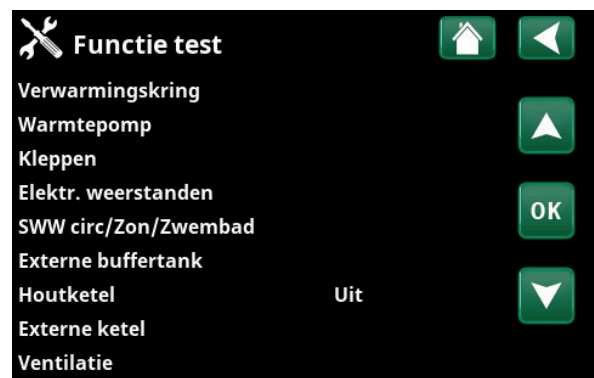 Functie test
Verwarmingskring
Warmtepomp
Kleppen
Elektr. weerstanden
SWW circ/Zon/Zwembad
Externe buffertank
Houtketel Uit
Externe ketel
Ventilatie
OK